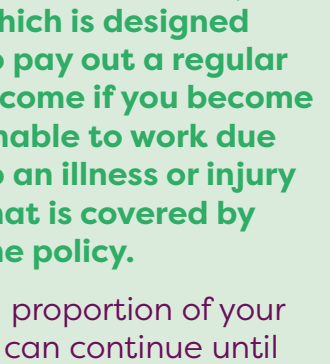 hich is designed
pay out a regular
come if you become
nable to work due
an illness or injury
hat is covered by
he policy.
proportion of your
can continue until